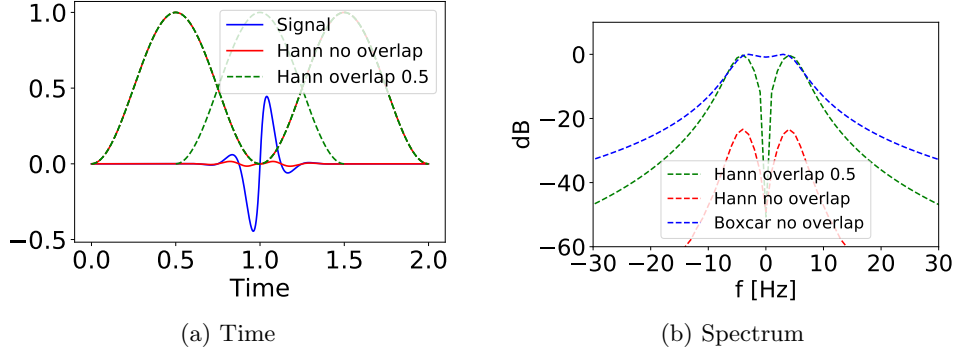 1.0
0.5
0.0
−0.5
0.0 0.5 1.0 1.5 2.0
Time
Signal
Hann no overlap
Hann overlap 0.5
(a) Time
0
−20
−40
−60
dB
−30 −20 −10 0 10 20 30
f [Hz]
Hann overlap 0.5
Hann no overlap
Boxcar no overlap
(b) Spectrum